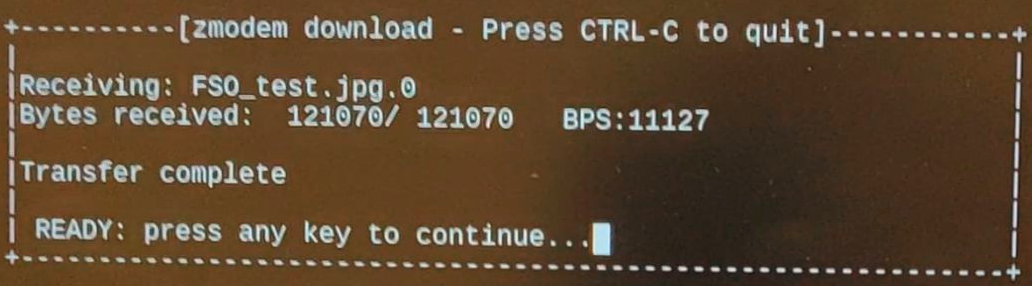 +----------[zmodem download - Press CTRL-C to quit]-----------+
Receiving: FSO_test.jpg.0
Bytes received:  121070/ 121070   BPS:11127
Transfer complete
READY: press any key to continue...